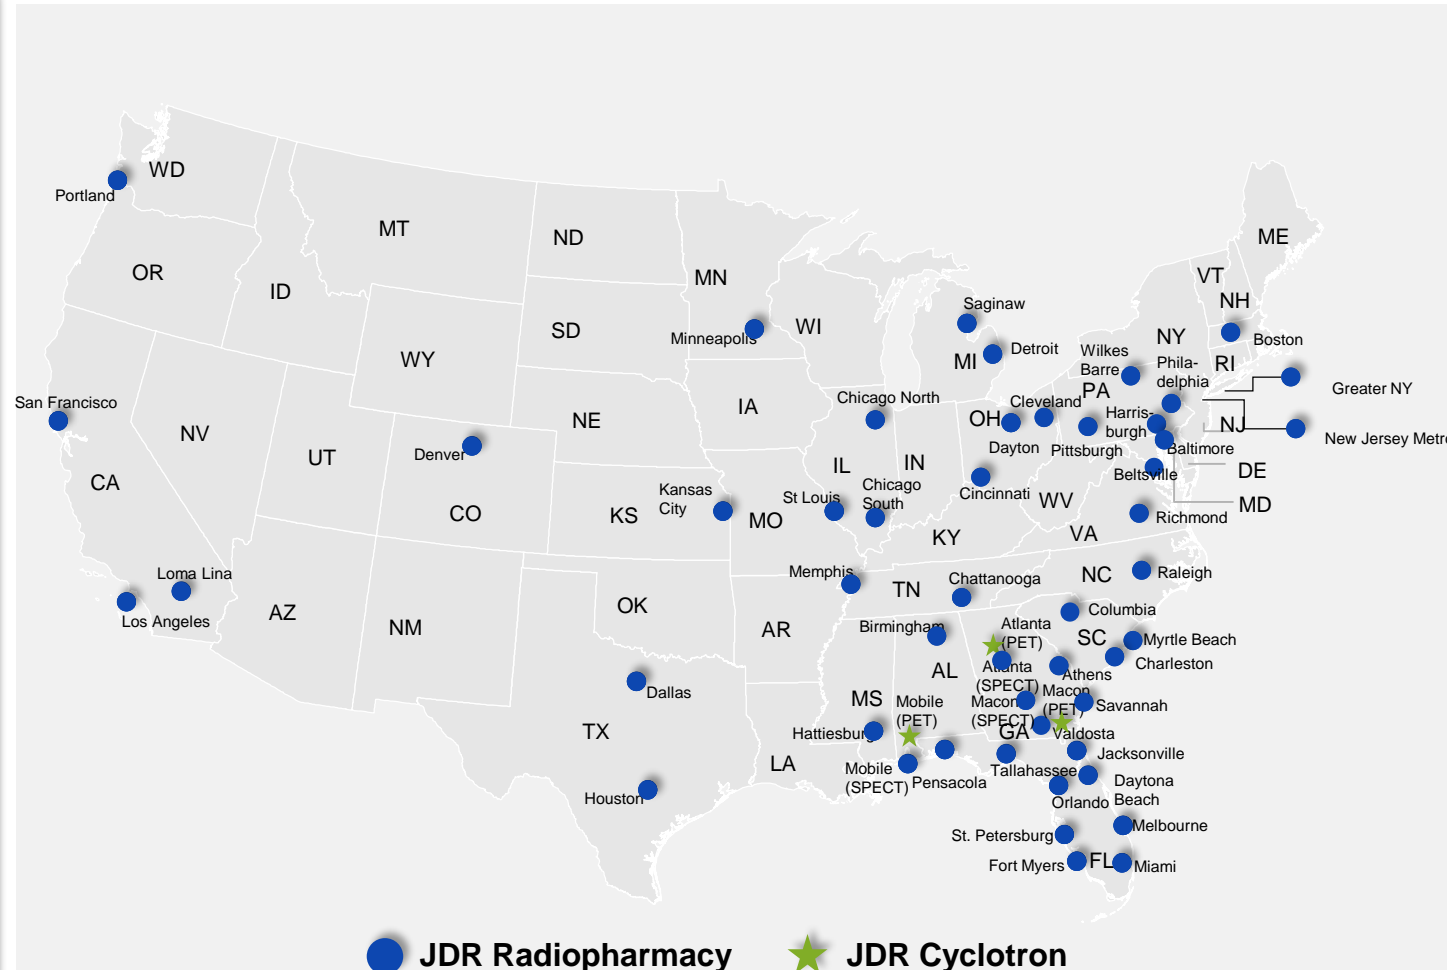 WD
Portland
MT
ND
ME
OR
ID
MN
VT
NH
Saginaw
SD
Minneapolis
WI
MI
Detroit
NY
Boston
WY
Wilkes
Barre
Phila-
delphia
RI
PA
Greater NY
San Francisco
NV
NE
IA
Chicago North
OH
Cleveland
Harris-
burgh
NJ
New Jersey Metro
UT
Denver
Dayton
Pittsburgh
Baltimore
CA
IL
IN
Cincinnati
Beltsville
DE
CO
KS
Kansas
City
MO
St Louis
Chicago
South
WV
MD
KY
VA
Richmond
Loma Lina
Los Angeles
AZ
NM
OK
AR
Memphis
TN
Chattanooga
NC
Raleigh
Birmingham
Atlanta
(PET)
Columbia
SC
Myrtle Beach
Charleston
AL
Atlanta
(SPECT)
Athens
Dallas
TX
MS
Mobile
(PET)
Macon
(SPECT)
Macon
(PET)
Savannah
Hattiesburg
GA
Valdosta
LA
Mobile
(SPECT)
Pensacola
Tallahassee
Jacksonville
Houston
Orlando
Daytona
Beach
St. Petersburg
Melbourne
Fort Myers
FL
Miami
JDR Radiopharmacy
JDR Cyclotron